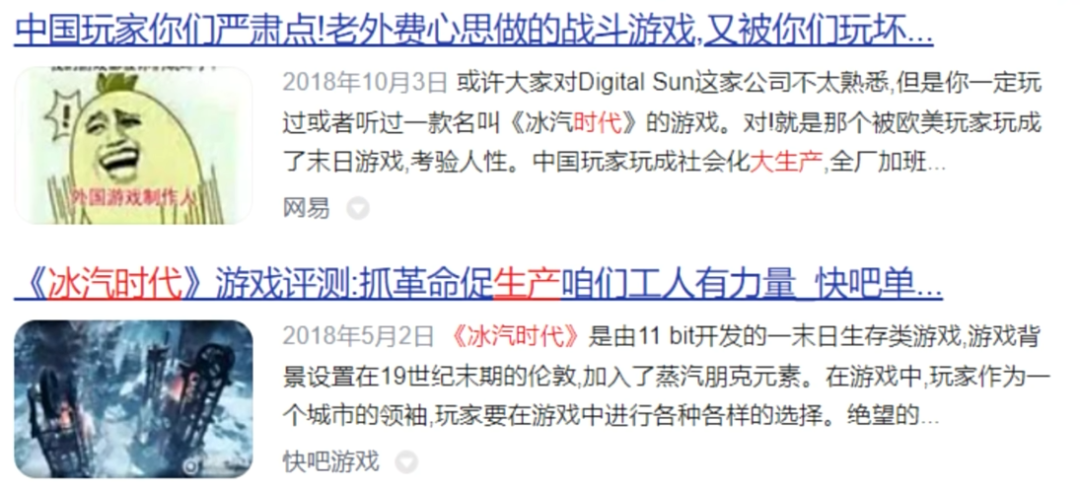 中国玩家你们严肃点!老外费心思做的战斗游戏,又被你们玩坏...
外国游戏制作人
2018年10月3日 或许大家对Digital Sun这家公司不太熟悉,但是你一定玩
过或者听过一款名叫《冰汽时代》的游戏。对!就是那个被欧美玩家玩成
了末日游戏,考验人性。中国玩家玩成社会化大生产,全厂加班...
网易
《冰汽时代》游戏评测:抓革命促生产咱们工人有力量_快吧单...
2018年5月2日 《冰汽时代》是由11 bit开发的一末日生存类游戏,游戏背
景设置在19世纪末期的伦敦,加入了蒸汽朋克元素。在游戏中,玩家作为一
个城市的领袖,玩家要在游戏中进行各种各样的选择。绝望的...
快吧游戏